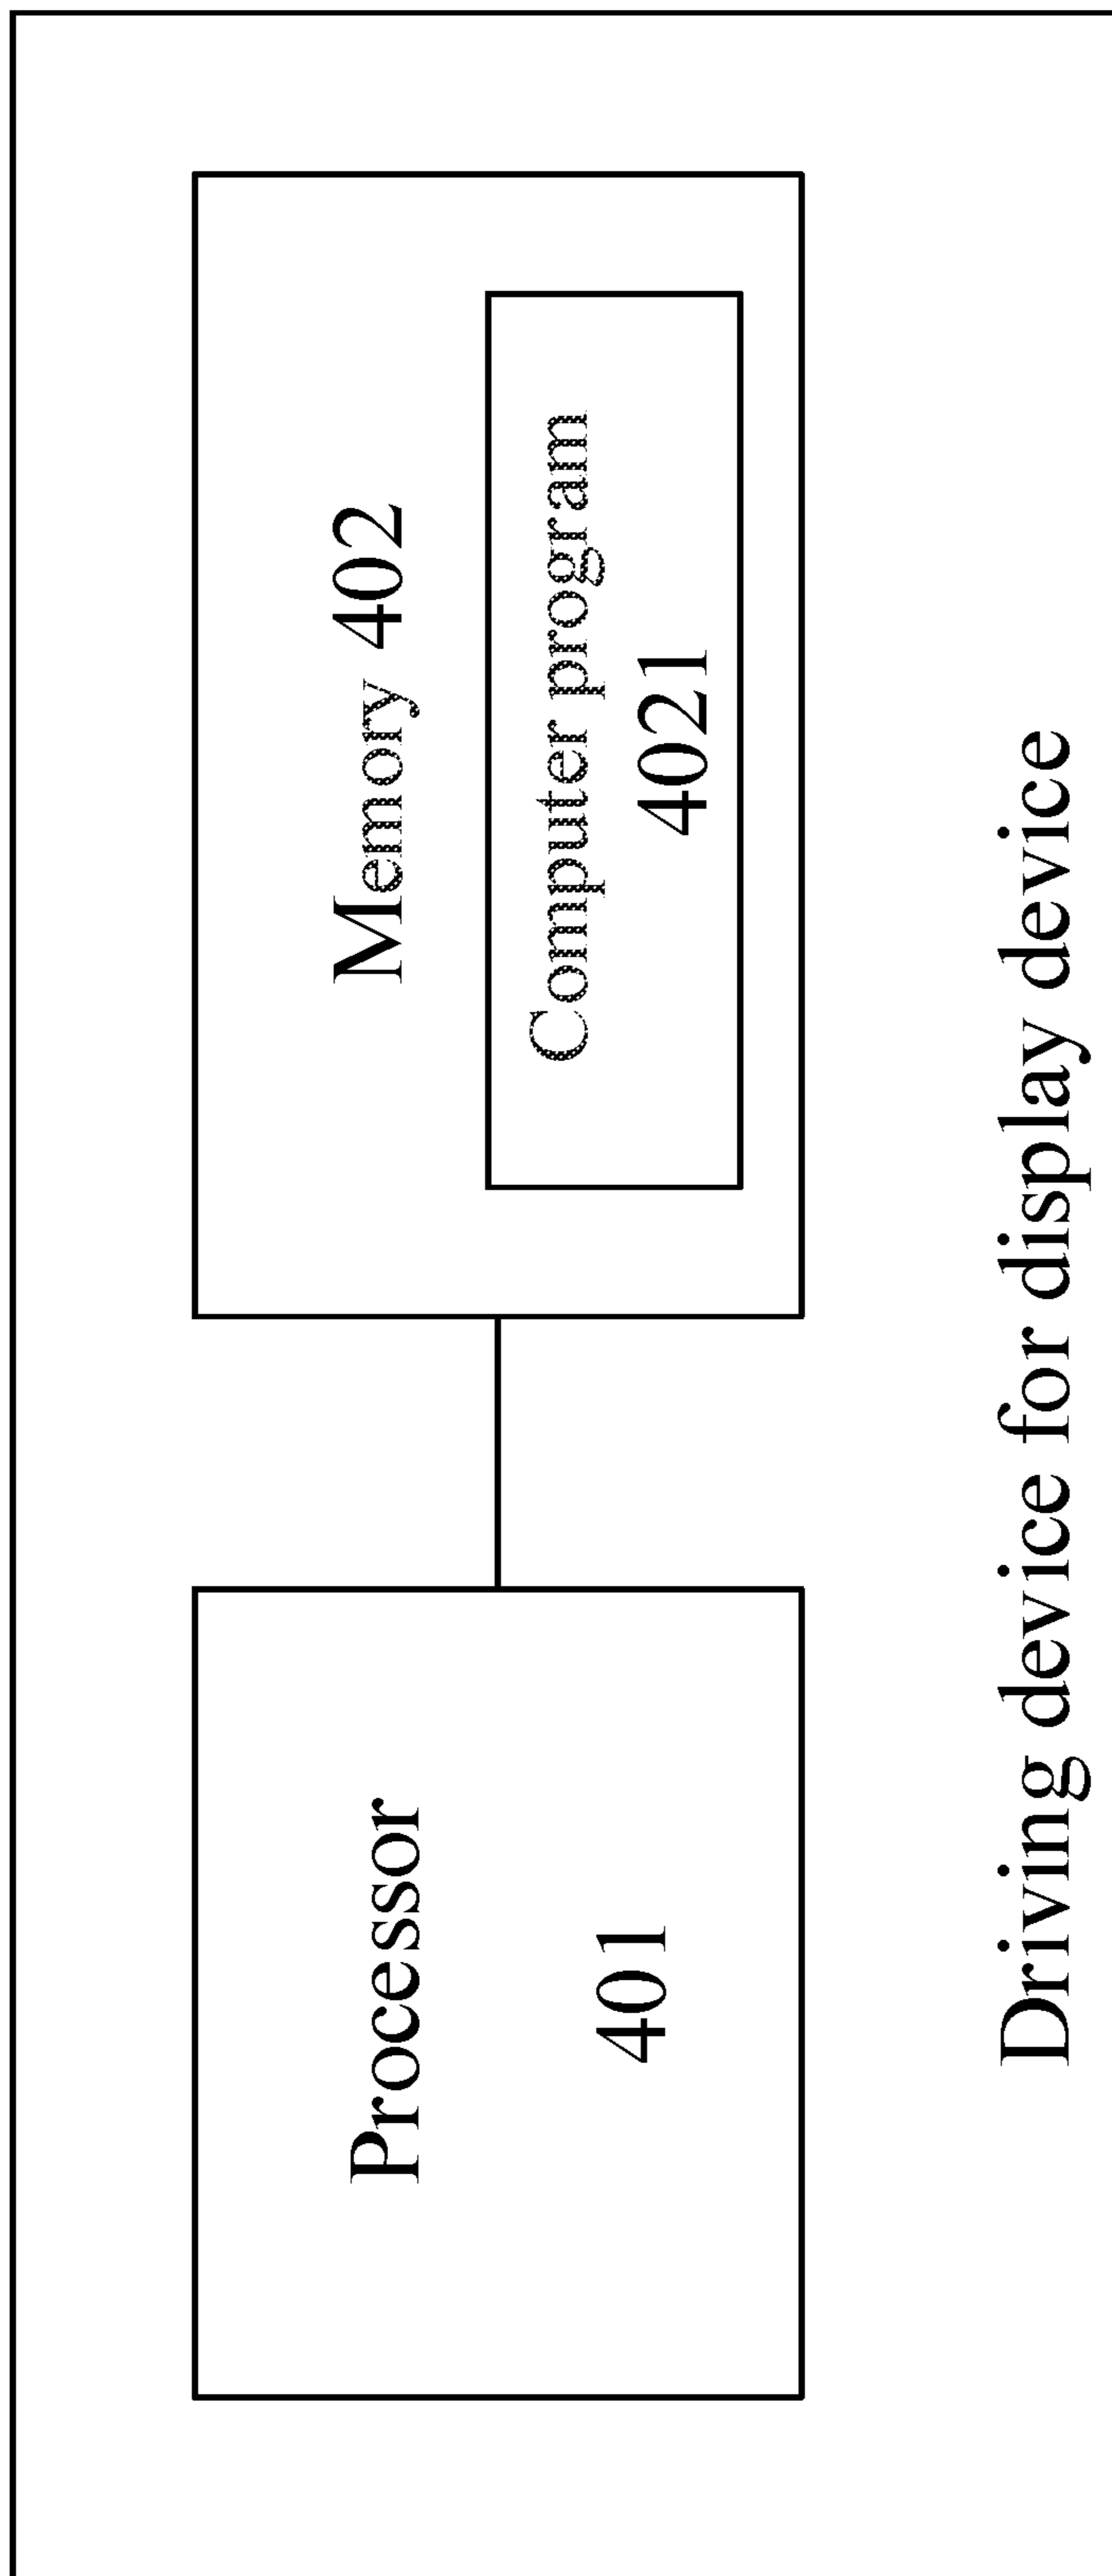 Processor
401
Memory 402
Computer program
4021
Driving device for display device